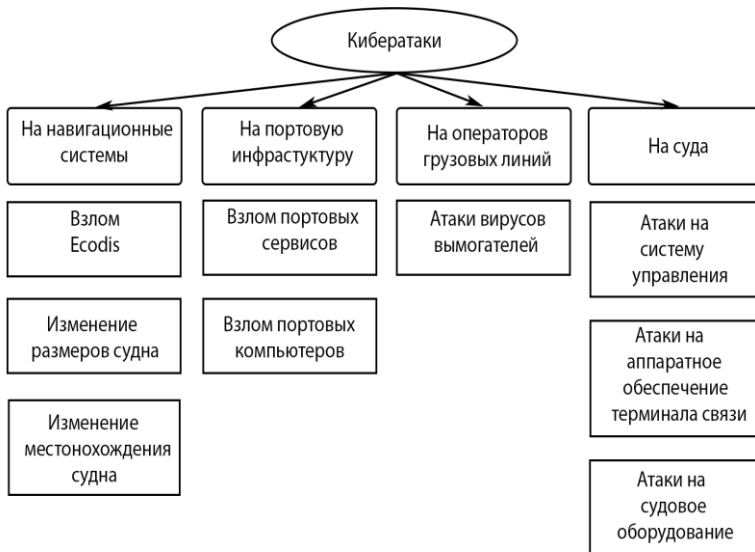 Кибератаки
На навигационные
системы
Взлом
Ecodis
Изменение
размеров судна
Изменение
местонохождения
судна
На портовую
инфрастуктуру
Взлом портовых
сервисов
Взлом портовых
компьютеров
На операторов
грузовых линий
Атаки вирусов
вымогателей
На суда
Атаки на
систему
управления
Атаки на
аппаратное
обеспечение
терминала связи
Атаки на
судовое
оборудование